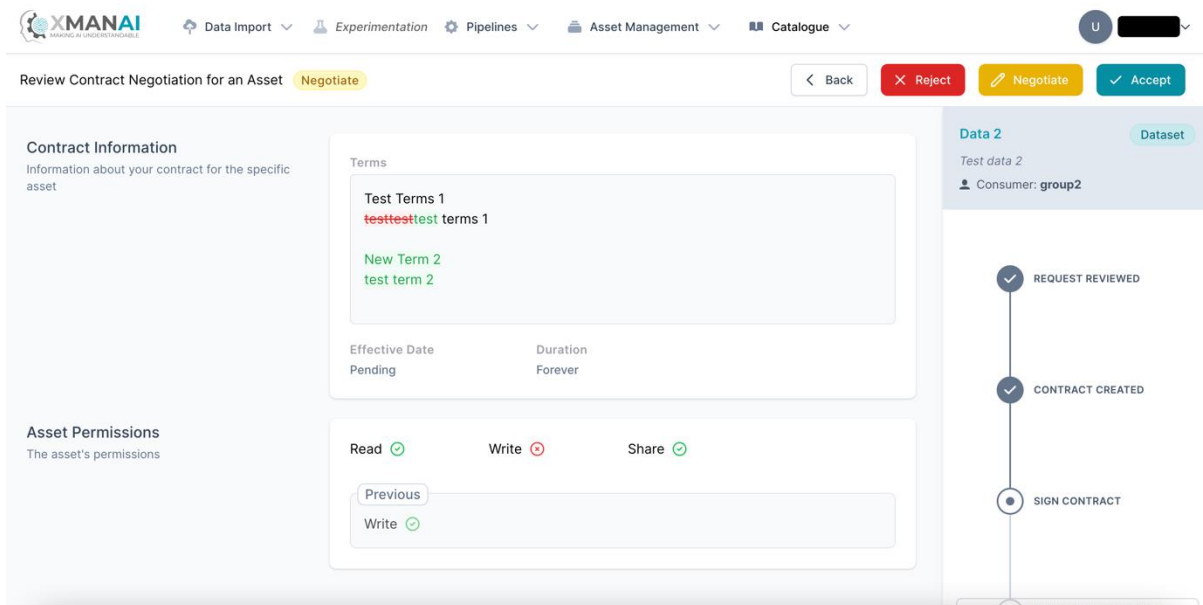 XMANAI
MAKING AI UNDERSTANDABLE
Data Import
Experimentation
Pipelines
Asset Management
Catalogue
U
Review Contract Negotiation for an Asset
Negotiate
Back
Reject
Negotiate
Accept
Contract Information
Information about your contract for the specific
asset
Terms
Test Terms 1
testtesttest terms 1
New Term 2
test term 2
Effective Date
Duration
Pending
Forever
Asset Permissions
The asset's permissions
Read
Write
Share
Previous
Write
Data 2
Dataset
Test data 2
Consumer: group2
REQUEST REVIEWED
CONTRACT CREATED
SIGN CONTRACT